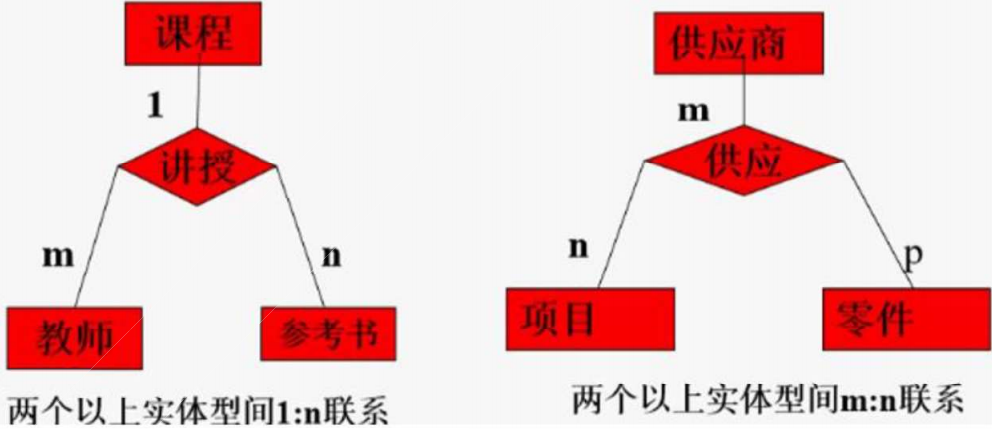 课程
1
讲授
m
n
教师
参考书
两个以上实体型间1:n联系
供应商
m
供应
n
p
项目
零件
两个以上实体型间m:n联系